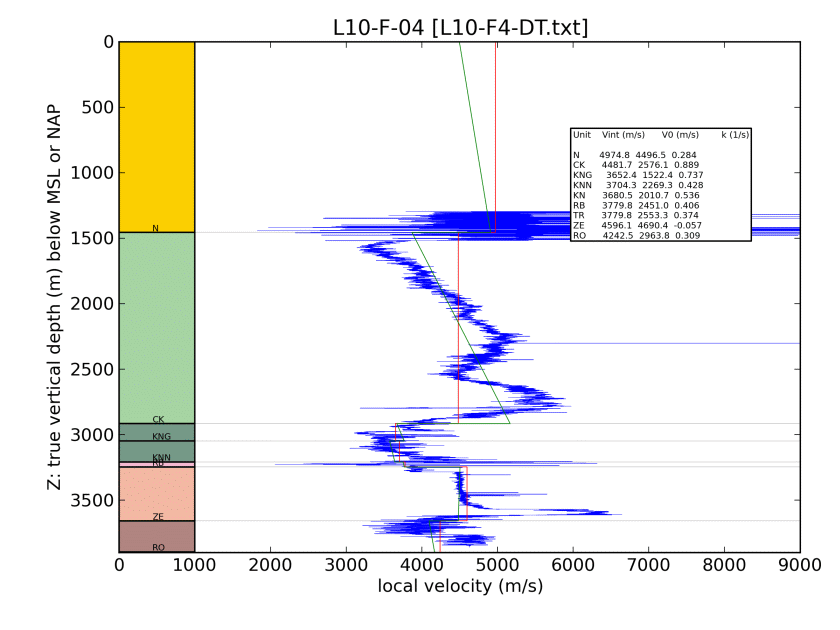 L10-F-04 [L10-F4-DT.txt]
Z: true vertical depth (m) below MSL or NAP
0
500
1000
1500
2000
2500
3000
3500
N
CK
KNG
KNN
RB
ZE
RO
Unit Vint (m/s) V0 (m/s) k (1/s)
N 4974.8 4496.5 0.284
CK 4481.7 2576.1 0.889
KNG 3652.4 1522.4 0.737
KNN 3704.3 2269.3 0.428
KN 3680.5 2010.7 0.536
RB 3779.8 2451.0 0.406
TR 3779.8 2553.3 0.374
ZE 4596.1 4690.4 -0.057
RO 4242.5 2963.8 0.309
0 1000 2000 3000 4000 5000 6000 7000 8000 9000
local velocity (m/s)